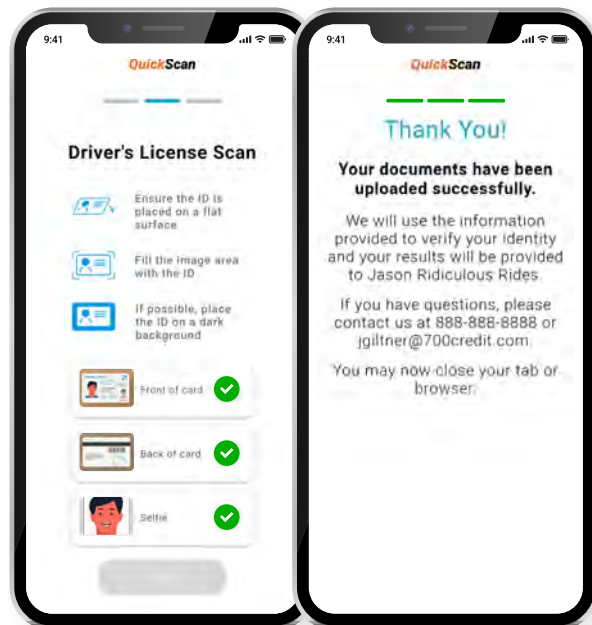 9:41
QuickScan
Driver's License Scan
Ensure the ID is
placed on a flat
surface
Fill the image area
with the ID
If possible, place
the ID on a dark
background
Front of card
Back of card
Selfie
9:41
QuickScan
Thank You!
Your documents have been
uploaded successfully.
We will use the information
provided to verify your identity
and your results will be provided
to Jason Ridiculous Rides.
If you have questions, please
contact us at 888-888-8888 or
jgiltner@700credit.com.
You may now close your tab or
browser.